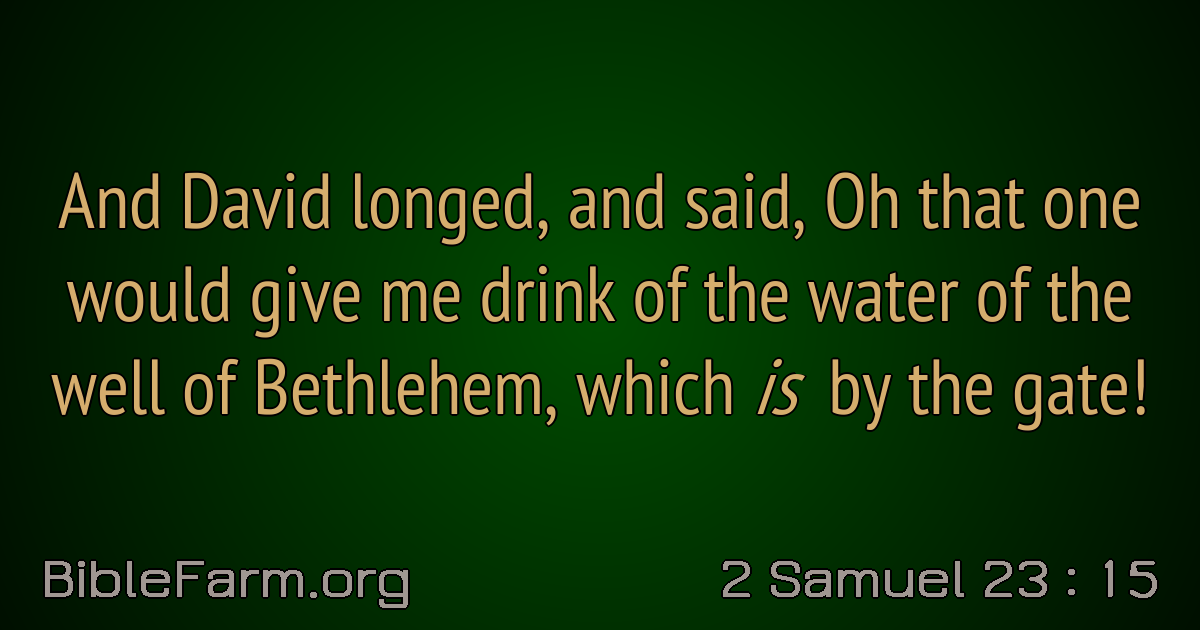 And David longed, and said, Oh that one
would give me drink of the water of the
well of Bethlehem, which is by the gate!
BibleFarm.org
2 Samuel 23 : 15